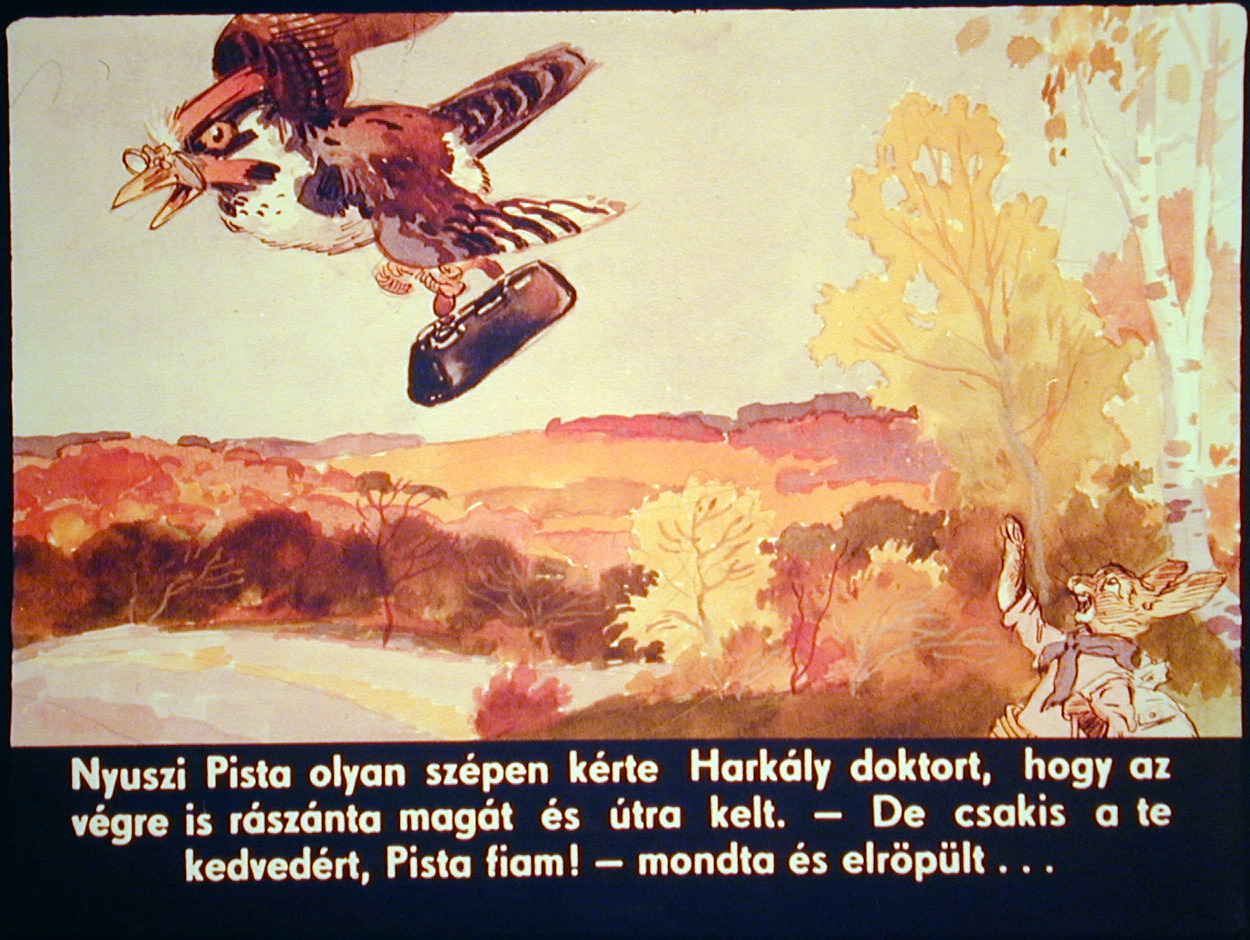 Nyuszi Pista olyan szépen kérte Harkály doktort, hogy az
végre is rászánta magát és útra kelt. — De csakis a te
kedvedért, Pista fiam! — mondta és elröpült . . .